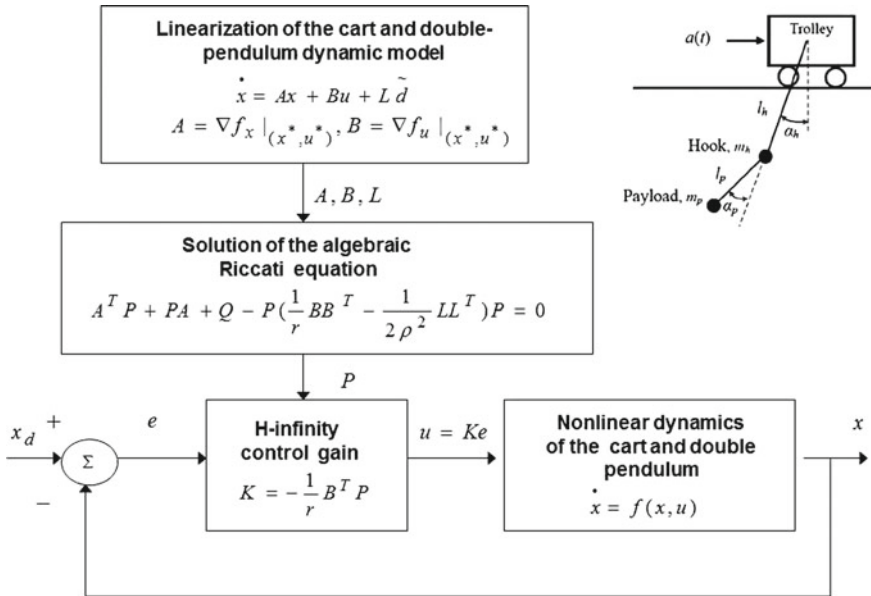 Linearization of the cart and double-
pendulum dynamic model
ẋ = Ax + Bu + L d̃
A = ∇f_x |_(x*,u*), B = ∇f_u |_(x*,u*)
A, B, L
Solution of the algebraic
Riccati equation
A^T P + PA + Q − P(1/r BB^T − 1/(2ρ^2) LL^T)P = 0
P
x_d
+
−
Σ
e
H-infinity
control gain
K = −1/r B^T P
u = Ke
Nonlinear dynamics
of the cart and double
pendulum
ẋ = f(x,u)
x
Trolley
a(t)
l_h
α_h
Hook, m_h
l_p
Payload, m_p
α_p